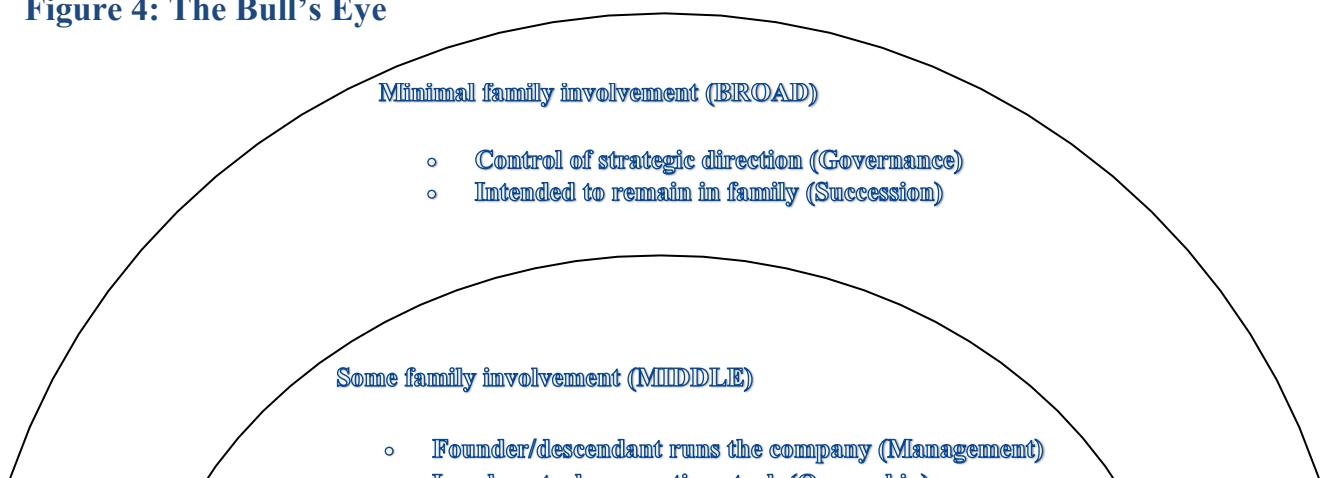 Figure 4: The Bull's Eye
Minimal family involvement (BROAD)
○ Control of strategic direction (Governance)
○ Intended to remain in family (Succession)
Some family involvement (MIDDLE)
○ Founder/descendant runs the company (Management)